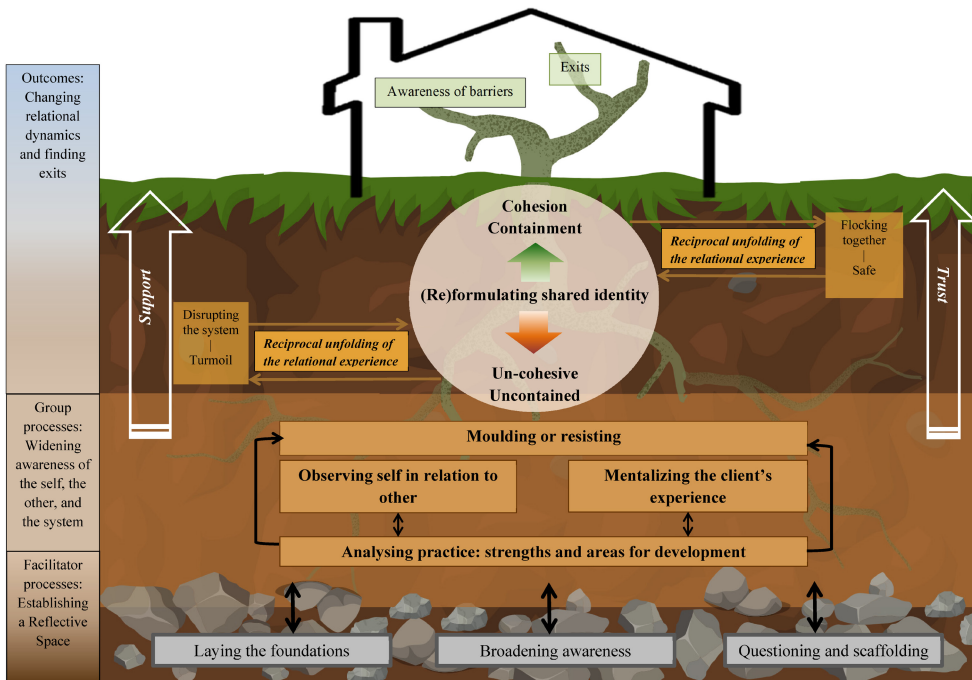 Outcomes:
Changing
relational
dynamics
and finding
exits
Group
processes:
Widening
awareness of
the self, the
other, and
the system
Facilitator
processes:
Establishing
a Reflective
Space
Exits
Awareness of barriers
Support
Trust
Cohesion
Containment
(Re)formulating shared identity
Un-cohesive
Uncontained
Reciprocal unfolding of
the relational experience
Flocking
together
|
Safe
Disrupting
the system
|
Turmoil
Reciprocal unfolding of
the relational experience
Moulding or resisting
Observing self in relation to
other
Mentalizing the client’s
experience
Analysing practice: strengths and areas for development
Laying the foundations
Broadening awareness
Questioning and scaffolding